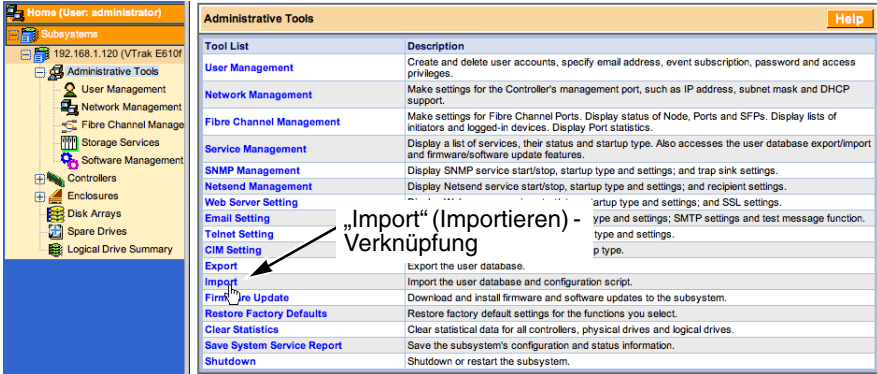 Home (User: administrator)
Subsystems
192.168.1.120 (VTrak E610f
Administrative Tools
User Management
Network Management
Fibre Channel Manage
Storage Services
Software Management
Controllers
Enclosures
Disk Arrays
Spare Drives
Logical Drive Summary
Administrative Tools
Help
Tool List Description
User Management Create and delete user accounts, specify email address, event subscription, password and access
privileges.
Network Management Make settings for the Controller's management port, such as IP address, subnet mask and DHCP
support.
Fibre Channel Management Make settings for Fibre Channel Ports. Display status of Node, Ports and SFPs. Display lists of
initiators and logged-in devices. Display Port statistics.
Service Management Display a list of services, their status and startup type. Also accesses the user database export/import
and firmware/software update features.
SNMP Management Display SNMP service start/stop, startup type and settings; and trap sink settings.
Netsend Management Display Netsend service start/stop, startup type and settings; and recipient settings.
Web Server Setting startup type and settings; and SSL settings.
Email Setting type and settings; SMTP settings and test message function.
Telnet Setting type and settings.
CIM Setting type.
„Import“ (Importieren) -
Verknüpfung
Export Export the user database.
Import Import the user database and configuration script.
Firmware Update Download and install firmware and software updates to the subsystem.
Restore Factory Defaults Restore factory default settings for the functions you select.
Clear Statistics Clear statistical data for all controllers, physical drives and logical drives.
Save System Service Report Save the subsystem's configuration and status information.
Shutdown Shutdown or restart the subsystem.